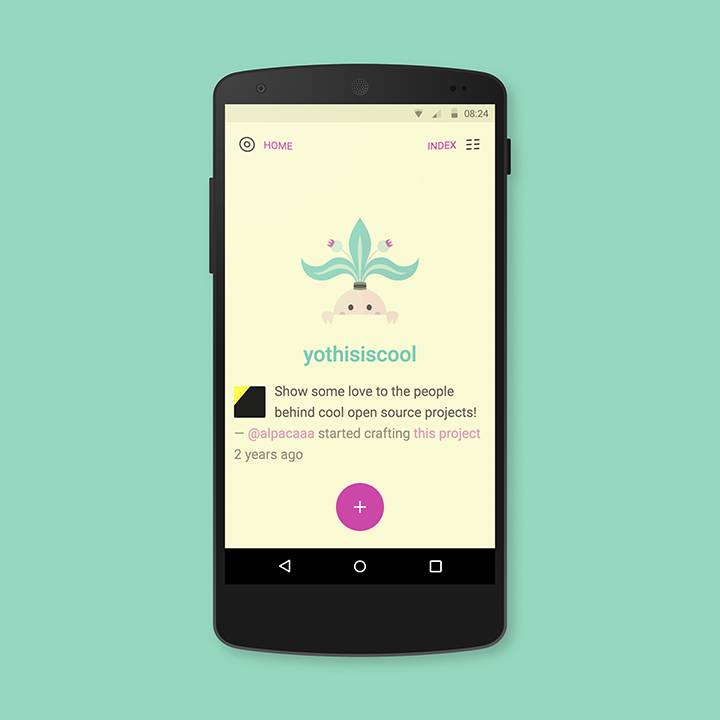 08:24
HOME
INDEX
yothisiscool
Show some love to the people
behind cool open source projects!
— @alpacaaa started crafting this project
2 years ago
+